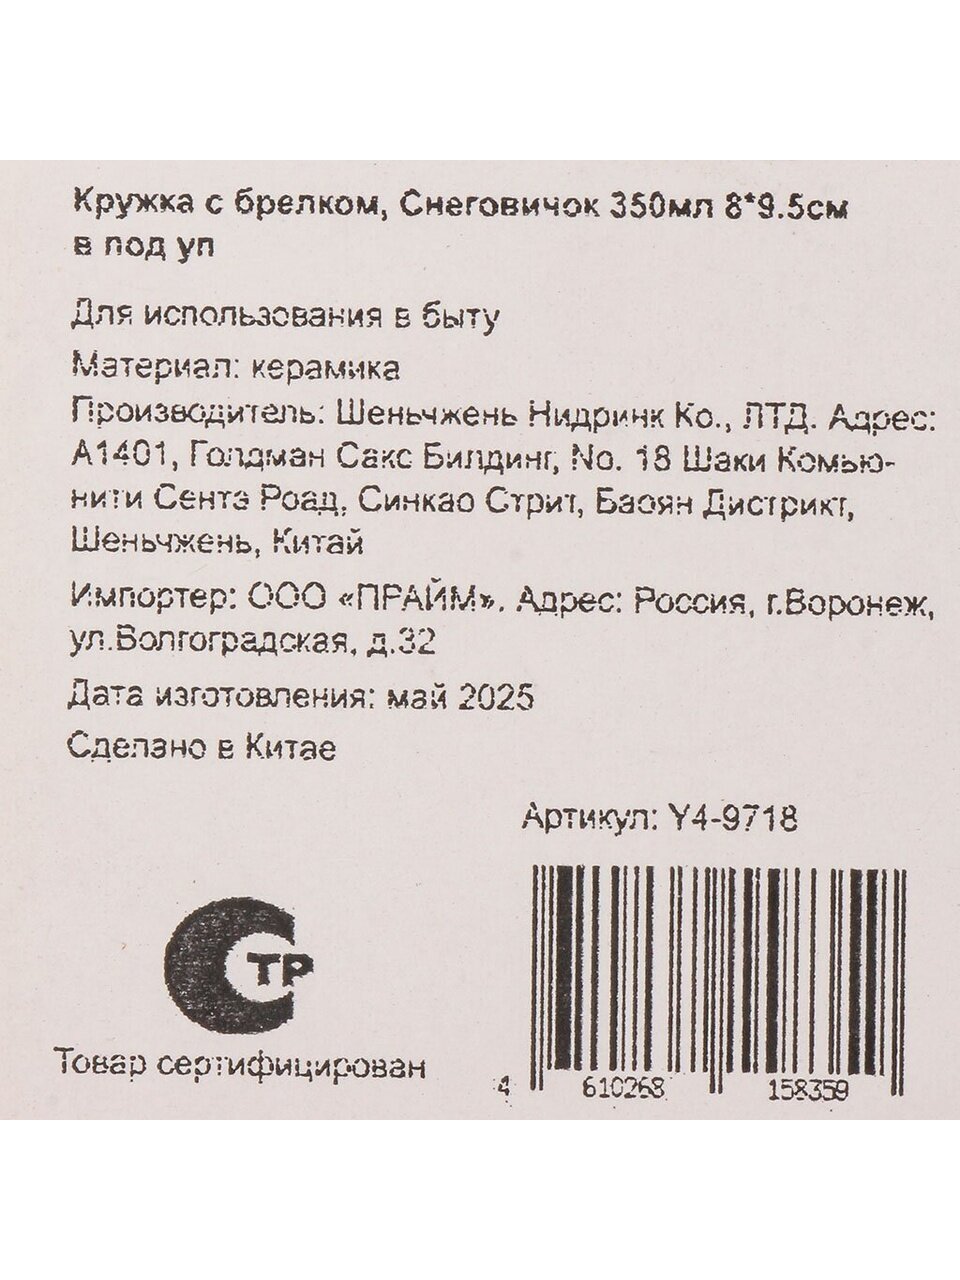 Кружка с брелком, Снеговичок 350мл 8*9.5см
в под уп
Для использования в быту
Материал: керамика
Производитель: Шеньчжень Нидринк Ко., ЛТД. Адрес:
А1401, Голдман Сакс Билдинг, No. 18 Шаки Комью-
нити Сентэ Роад, Синкао Стрит, Баоян Дистрикт,
Шеньчжень, Китай
Импортер: ООО «ПРАЙМ». Адрес: Россия, г.Воронеж,
ул.Волгоградская, д.32
Дата изготовления: май 2025
Сделано в Китае
Артикул: Y4-9718
СТР
Товар сертифицирован
4 610268 158359